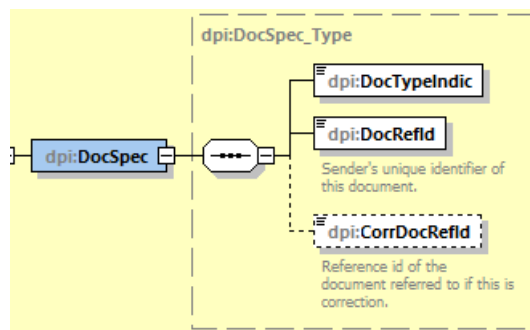 dpi:DocSpec_Type
dpi:DocTypeIndic
dpi:DocSpec
dpi:DocRefId
Sender's unique identifier of
this document.
dpi:CorrDocRefId
Reference id of the
document referred to if this is
correction.